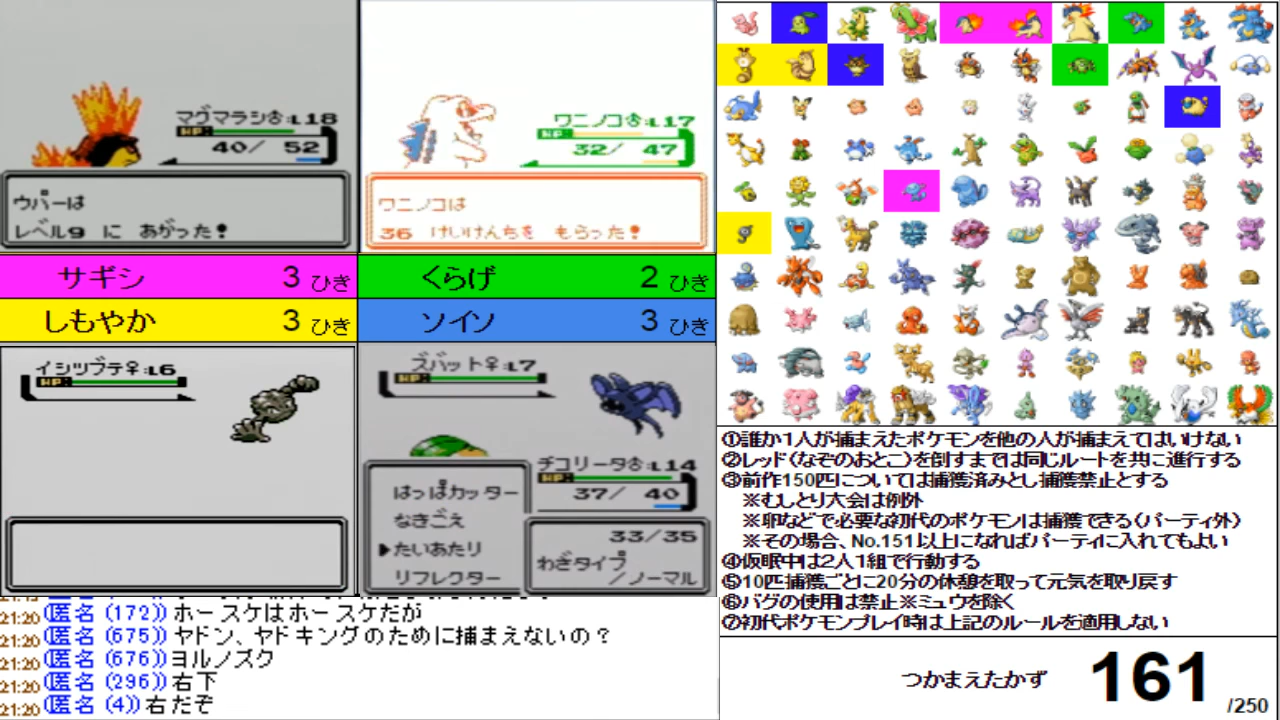 マグマラシ♂:L18
HP:
40/ 52
ウパーは
レベル9 に あがった!
ワニノコ♂:L17
HP:
32/ 47
ワニノコは
36 けいけんちを もらった!
サギシ 3 ひき
くらげ 2 ひき
しもやか 3 ひき
ソイソ 3 ひき
イシツブテ♀:L6
HP:
ズバット♀:L7
HP:
チコリータ♂:L14
HP:
37/ 40
はっぱカッター
なきごえ
▶たいあたり
リフレクター
33/35
わざタイプ
/ノーマル
21:20 (匿名 (172)) ホースケはホースケだが
21:20 (匿名 (675)) ヤドン、ヤドキングのために捕まえないの?
21:20 (匿名 (676)) ヨルノズク
21:20 (匿名 (296)) 右下
21:20 (匿名 (4)) 右だぞ
①誰か1人が捕まえたポケモンを他の人が捕まえてはいけない
②レッド(なぞのおとこ)を倒すまでは同じルートを共に進行する
③前作150匹については捕獲済みとし捕獲禁止とする
※むしとり大会は例外
※卵などで必要な初代のポケモンは捕獲できる(パーティ外)
※その場合、No.151以上になればパーティに入れてもよい
④仮眠中は2人1組で行動する
⑤10匹捕獲ごとに20分の休憩を取って元気を取り戻す
⑥バグの使用は禁止※ミュウを除く
⑦初代ポケモンプレイ時は上記のルールを適用しない
つかまえたかず 161 /250